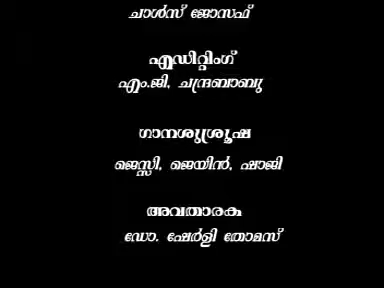 ചാൾസ് ജോസഫ്
എഡിറ്റിംഗ്
എം.ജി. ചന്ദ്രബാബു
ഗാനശുശ്രൂഷ
ജെസ്സി, ജെയിൻ, ഷാജി
അവതാരക
ഡോ. ഷേർളി തോമസ്